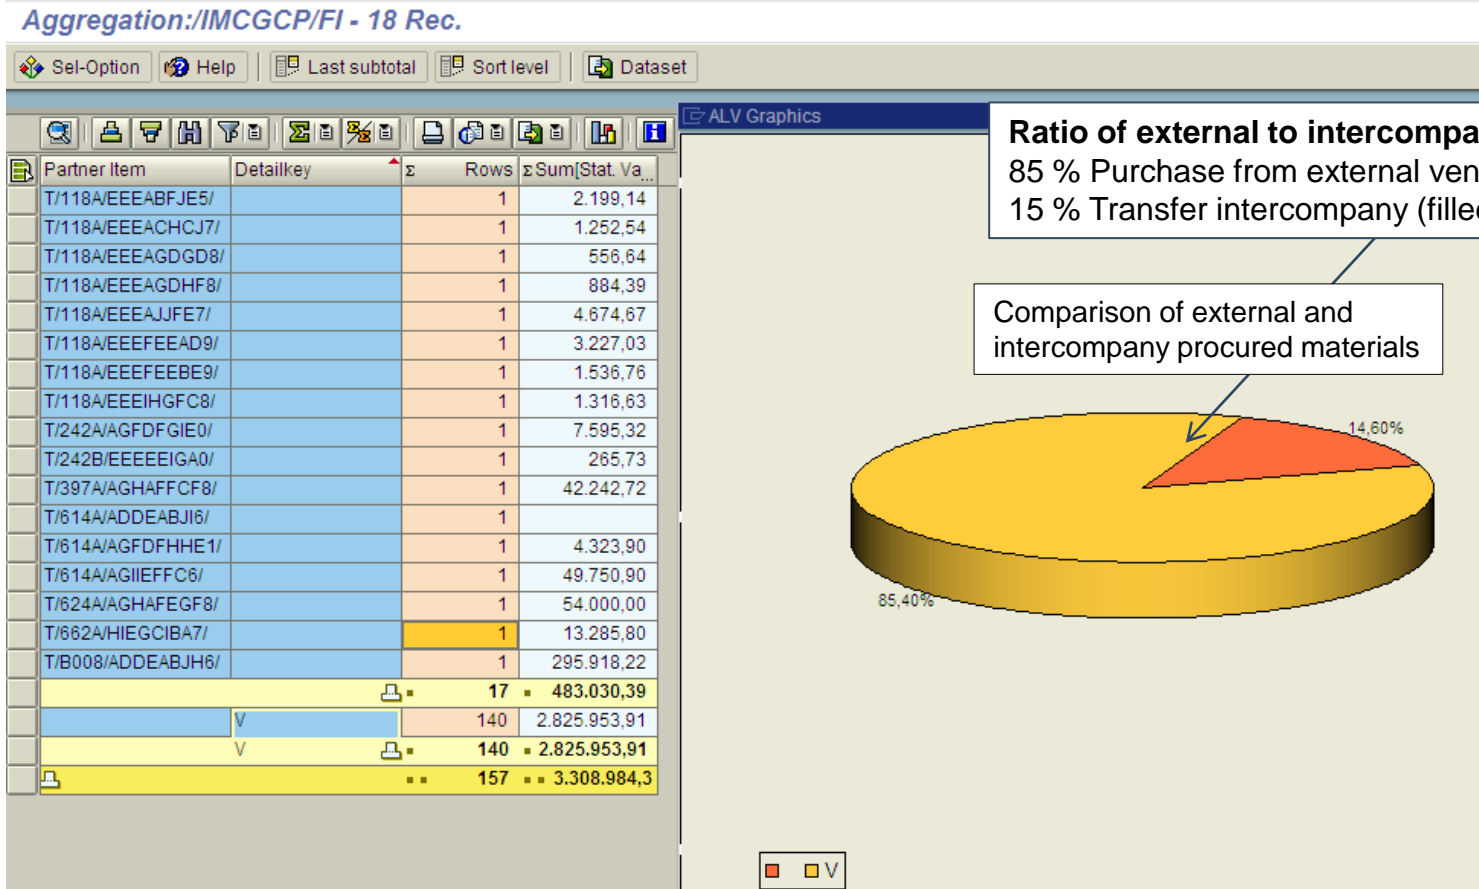 Aggregation:/IMCGCP/FI - 18 Rec.
Sel-Option Help Last subtotal Sort level Dataset
ALV Graphics
Partner Item Detailkey Σ Rows Σ Sum[Stat. Va...
T/118A/EEEABFJE5/ 1 2.199,14
T/118A/EEEACHCJ7/ 1 1.252,54
T/118A/EEEAGDGD8/ 1 556,64
T/118A/EEEAGDHF8/ 1 884,39
T/118A/EEEAJJFE7/ 1 4.674,67
T/118A/EEEFEEAD9/ 1 3.227,03
T/118A/EEEFEEBE9/ 1 1.536,76
T/118A/EEEIHGFC8/ 1 1.316,63
T/242A/AGFDFGIE0/ 1 7.595,32
T/242B/EEEEEIGA0/ 1 265,73
T/397A/AGHAFFCF8/ 1 42.242,72
T/614A/ADDEABJI6/ 1
T/614A/AGFDFHHE1/ 1 4.323,90
T/614A/AGIIEFFC6/ 1 49.750,90
T/624A/AGHAFEGF8/ 1 54.000,00
T/662A/HIEGCIBA7/ 1 13.285,80
T/B008/ADDEABJH6/ 1 295.918,22
17 483.030,39
V 140 2.825.953,91
V 140 2.825.953,91
157 3.308.984,3
Ratio of external to intercompa
85 % Purchase from external ven
15 % Transfer intercompany (fille
Comparison of external and
intercompany procured materials
14,60%
85,40%
V